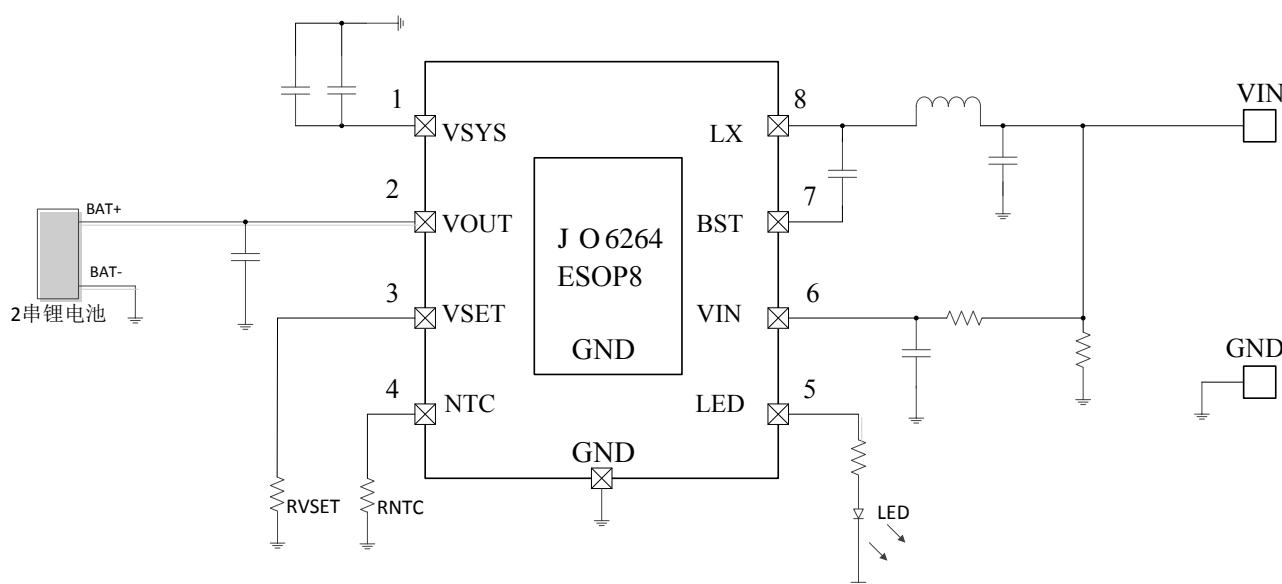 1
VSYS
2
VOUT
3
VSET
4
NTC
BAT+
BAT-
2串锂电池
RVSET
RNTC
J O 6264
ESOP8
GND
GND
8
LX
7
BST
6
VIN
5
LED
LED
VIN
GND